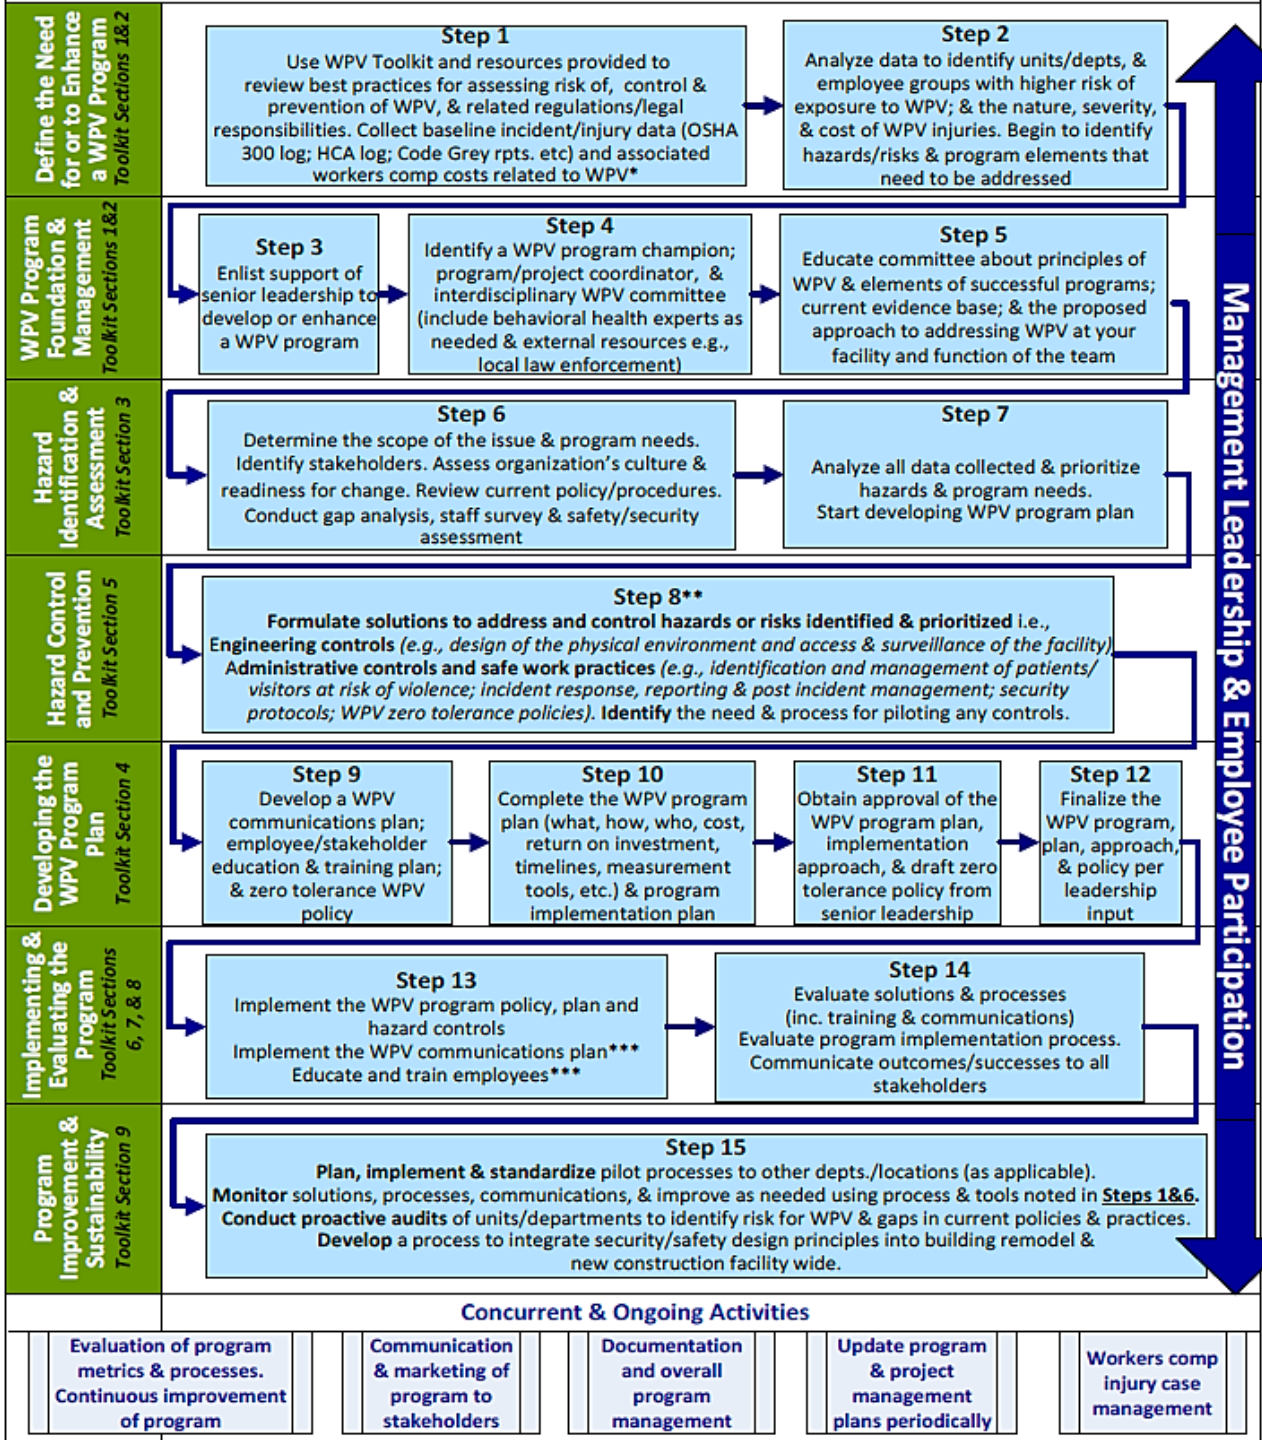 Define the Need
for or to Enhance
a WPV Program
Toolkit Sections 1&2
Step 1
Use WPV Toolkit and resources provided to
review best practices for assessing risk of, control &
prevention of WPV, & related regulations/legal
responsibilities. Collect baseline incident/injury data (OSHA
300 log; HCA log; Code Grey rpts. etc) and associated
workers comp costs related to WPV*
Step 2
Analyze data to identify units/depts, &
employee groups with higher risk of
exposure to WPV; & the nature, severity,
& cost of WPV injuries. Begin to identify
hazards/risks & program elements that
need to be addressed
WPV Program
Foundation &
Management
Toolkit Sections 1&2
Step 3
Enlist support of
senior leadership to
develop or enhance
a WPV program
Step 4
Identify a WPV program champion;
program/project coordinator, &
interdisciplinary WPV committee
(include behavioral health experts as
needed & external resources e.g.,
local law enforcement)
Step 5
Educate committee about principles of
WPV & elements of successful programs;
current evidence base; & the proposed
approach to addressing WPV at your
facility and function of the team
Hazard
Identification &
Assessment
Toolkit Section 3
Step 6
Determine the scope of the issue & program needs.
Identify stakeholders. Assess organization's culture &
readiness for change. Review current policy/procedures.
Conduct gap analysis, staff survey & safety/security
assessment
Step 7
Analyze all data collected & prioritize
hazards & program needs.
Start developing WPV program plan
Hazard Control
and Prevention
Toolkit Section 5
Step 8**
Formulate solutions to address and control hazards or risks identified & prioritized i.e.,
Engineering controls (e.g., design of the physical environment and access & surveillance of the facility)
Administrative controls and safe work practices (e.g., identification and management of patients/
visitors at risk of violence; incident response, reporting & post incident management; security
protocols; WPV zero tolerance policies). Identify the need & process for piloting any controls.
Developing the
WPV Program
Plan
Toolkit Section 4
Step 9
Develop a WPV
communications plan;
employee/stakeholder
education & training plan;
& zero tolerance WPV
policy
Step 10
Complete the WPV program
plan (what, how, who, cost,
return on investment,
timelines, measurement
tools, etc.) & program
implementation plan
Step 11
Obtain approval of the
WPV program plan,
implementation
approach, & draft zero
tolerance policy from
senior leadership
Step 12
Finalize the
WPV program,
plan, approach,
& policy per
leadership
input
Implementing &
Evaluating the
Program
Toolkit Sections
6, 7, & 8
Step 13
Implement the WPV program policy, plan and
hazard controls
Implement the WPV communications plan***
Educate and train employees***
Step 14
Evaluate solutions & processes
(inc. training & communications)
Evaluate program implementation process.
Communicate outcomes/successes to all
stakeholders
Program
Improvement &
Sustainability
Toolkit Section 9
Step 15
Plan, implement & standardize pilot processes to other depts./locations (as applicable).
Monitor solutions, processes, communications, & improve as needed using process & tools noted in Steps 1&6.
Conduct proactive audits of units/departments to identify risk for WPV & gaps in current policies & practices.
Develop a process to integrate security/safety design principles into building remodel &
new construction facility wide.
Management Leadership & Employee Participation
Concurrent & Ongoing Activities
Evaluation of program
metrics & processes.
Continuous improvement
of program
Communication
& marketing of
program to
stakeholders
Documentation
and overall
program
management
Update program
& project
management
plans periodically
Workers comp
injury case
management